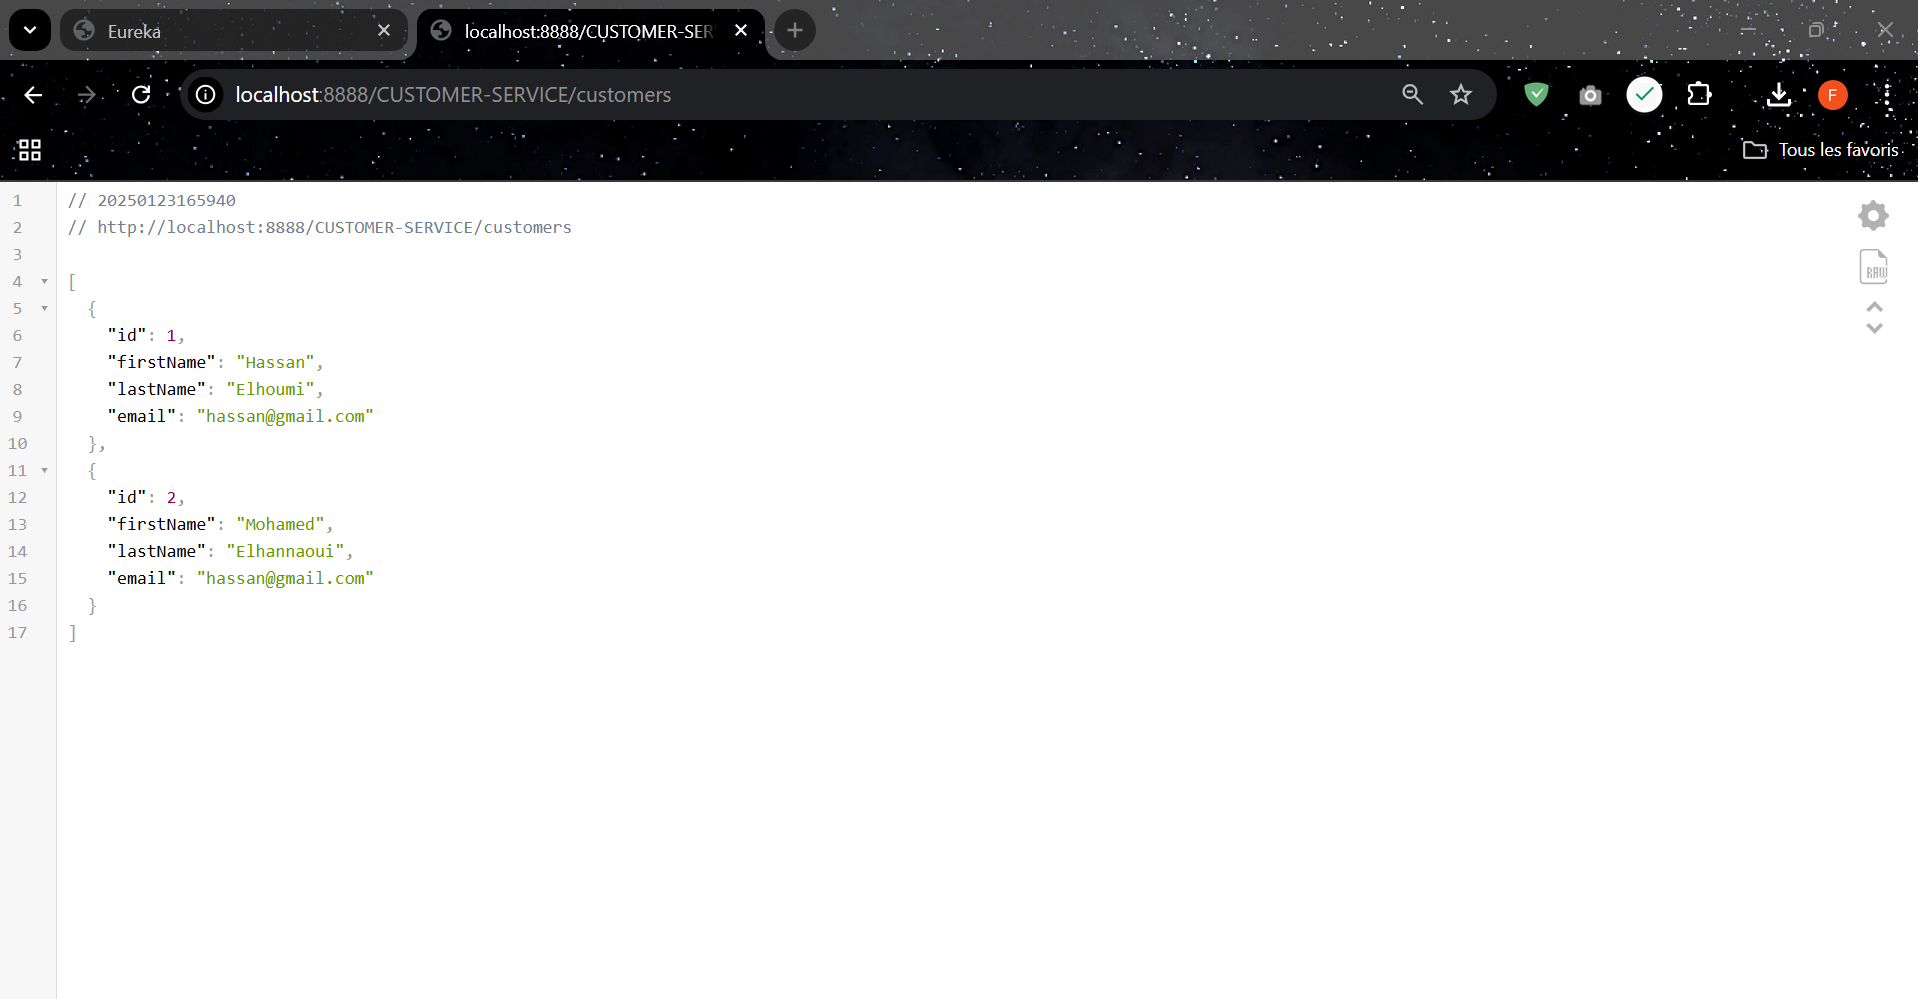 Eureka
localhost:8888/CUSTOMER-SER
localhost:8888/CUSTOMER-SERVICE/customers
F
Tous les favoris
1 // 20250123165940
2 // http://localhost:8888/CUSTOMER-SERVICE/customers
3
4 [
5 {
6 "id": 1,
7 "firstName": "Hassan",
8 "lastName": "Elhoumi",
9 "email": "hassan@gmail.com"
10 },
11 {
12 "id": 2,
13 "firstName": "Mohamed",
14 "lastName": "Elhannaoui",
15 "email": "hassan@gmail.com"
16 }
17 ]
RAW